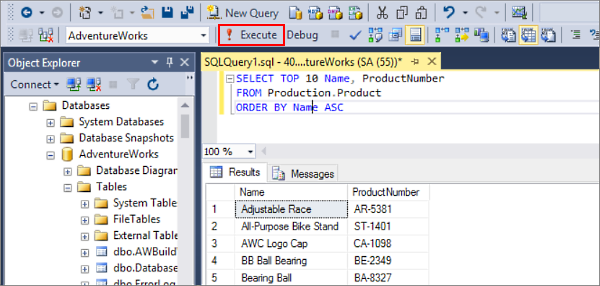 New Query
AdventureWorks
Execute Debug
Object Explorer
Connect
Databases
System Databases
Database Snapshots
AdventureWorks
Database Diagram
Tables
System Table
FileTables
External Table
dbo.AWBuild
dbo.Database
dbo.ErrorLog
SQLQuery1.sql - 40....tureWorks (SA (55))*
SELECT TOP 10 Name, ProductNumber
FROM Production.Product
ORDER BY Name ASC
100 %
Results Messages
Name ProductNumber
1 Adjustable Race AR-5381
2 All-Purpose Bike Stand ST-1401
3 AWC Logo Cap CA-1098
4 BB Ball Bearing BE-2349
5 Bearing Ball BA-8327